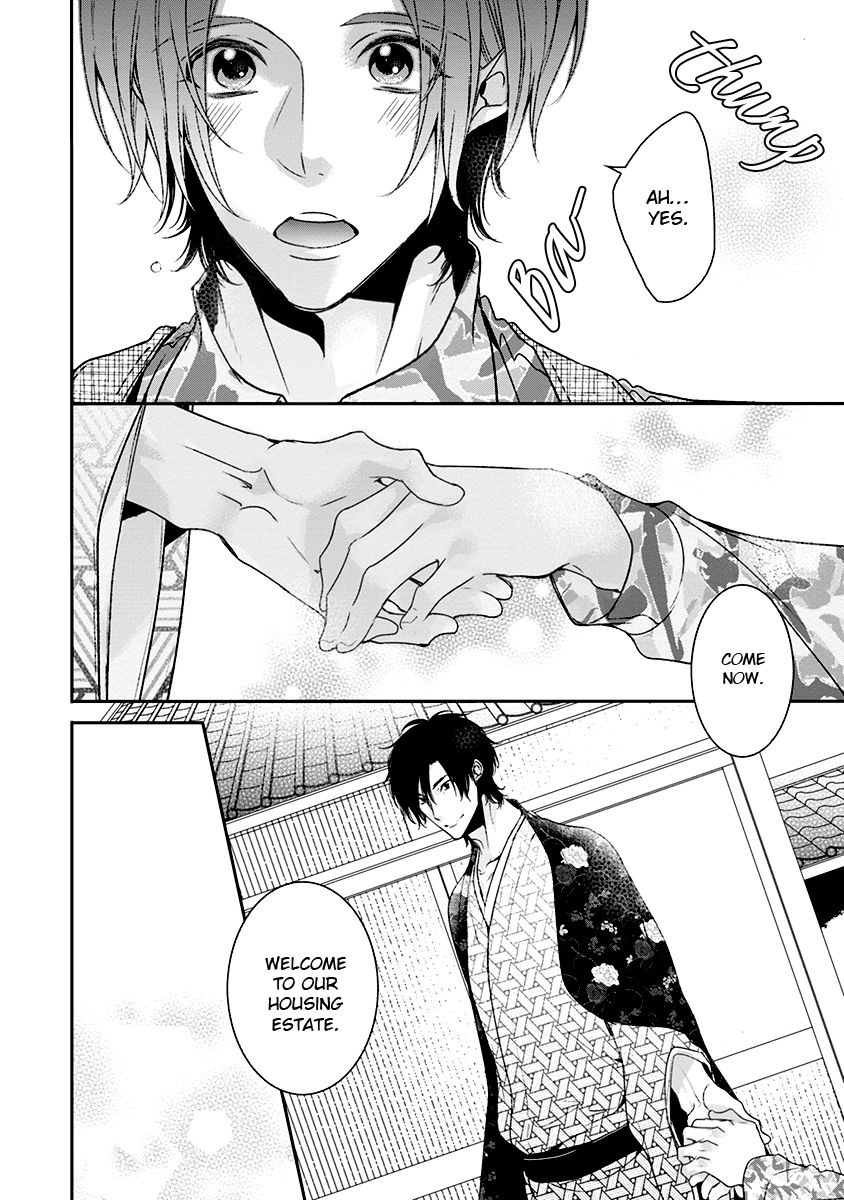 Ba-
thump
AH...
YES.
COME
NOW.
WELCOME
TO OUR
HOUSING
ESTATE.